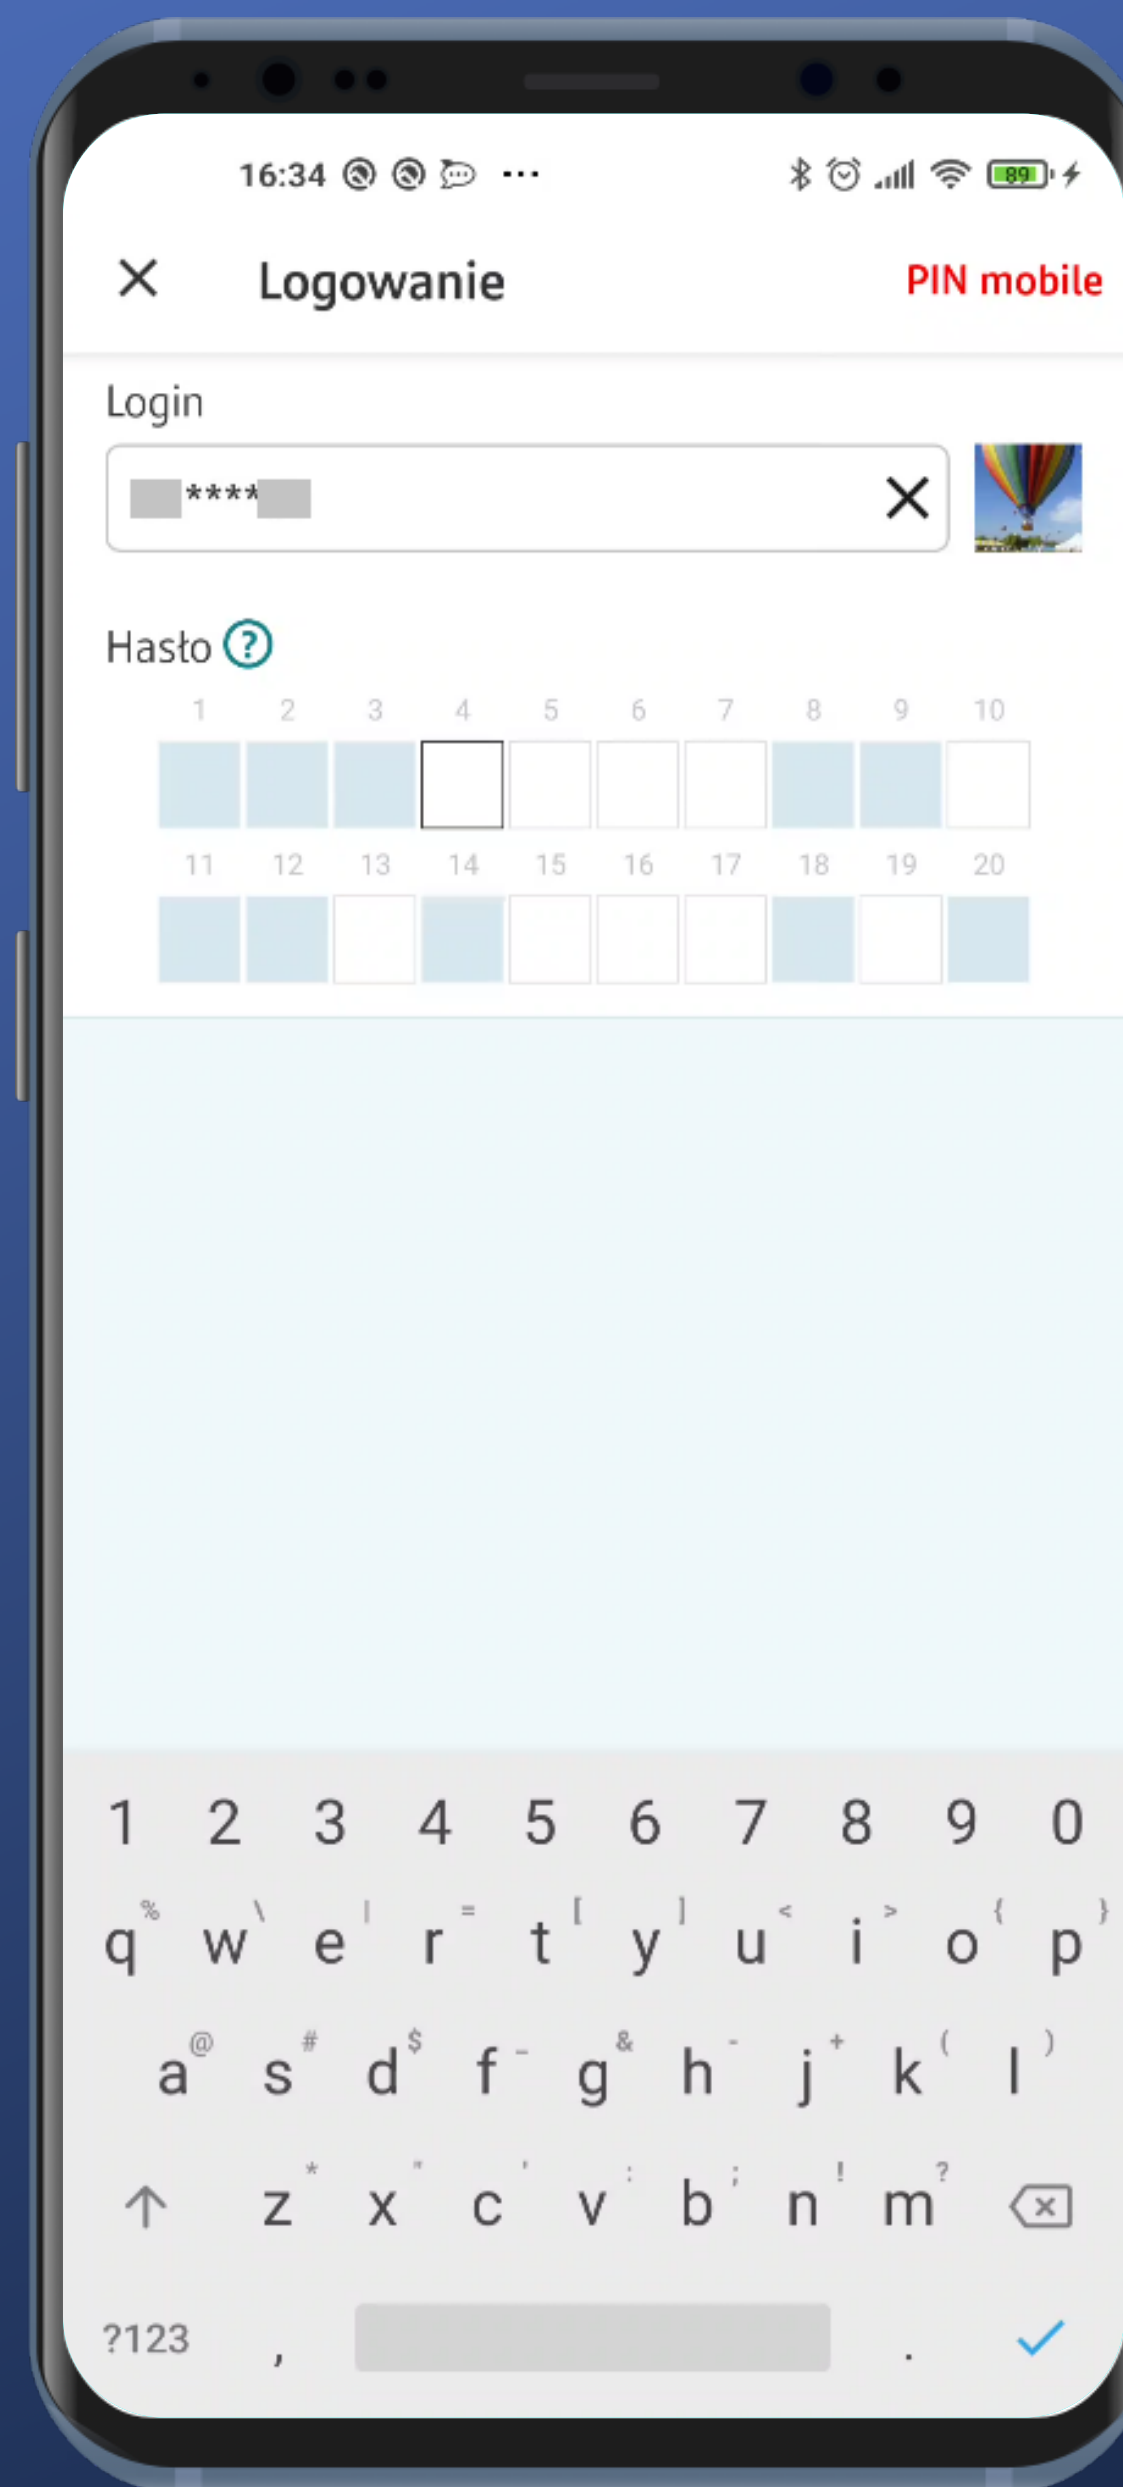 16:34 ... 89
Logowanie PIN mobile
Login
****
Hasło ?
1 2 3 4 5 6 7 8 9 10
11 12 13 14 15 16 17 18 19 20
1 2 3 4 5 6 7 8 9 0
% \ | = [ ] < > { }
q w e r t y u i o p
@ # $ _ & - + ( )
a s d f g h j k l
* " ' : ; ! ?
z x c v b n m
?123 , .